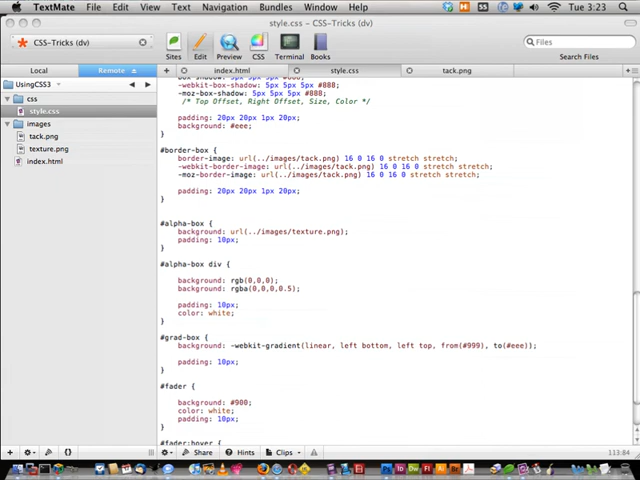 TextMate File Edit View Text Navigation Bundles Window Help Tue 3:23
style.css — CSS-Tricks (dv)
CSS-Tricks (dv)
Sites Edit Preview CSS Terminal Books
Files
Search Files
Local Remote
index.html style.css tack.png
UsingCSS3
css
style.css
images
tack.png
texture.png
index.html
-webkit-box-shadow: 5px 5px 5px #888;
-moz-box-shadow: 5px 5px 5px #888;
/* Top Offset, Right Offset, Size, Color */
padding: 20px 20px 1px 20px;
background: #eee;
}
#border-box {
border-image: url(../images/tack.png) 16 0 16 0 stretch stretch;
-webkit-border-image: url(../images/tack.png) 16 0 16 0 stretch stretch;
-moz-border-image: url(../images/tack.png) 16 0 16 0 stretch stretch;
padding: 20px 20px 1px 20px;
}
#alpha-box {
background: url(../images/texture.png);
padding: 10px;
}
#alpha-box div {
background: rgb(0,0,0);
background: rgba(0,0,0,0.5);
padding: 10px;
color: white;
}
#grad-box {
background: -webkit-gradient(linear, left bottom, left top, from(#999), to(#eee));
padding: 10px;
}
#fader {
background: #900;
color: white;
padding: 10px;
}
#fader:hover {
Share Hints Clips 113:84